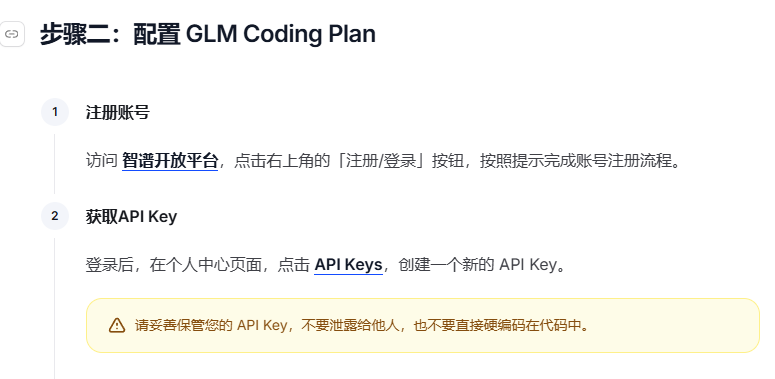 步骤二：配置 GLM Coding Plan
1
注册账号
访问 智谱开放平台，点击右上角的「注册/登录」按钮，按照提示完成账号注册流程。
2
获取API Key
登录后，在个人中心页面，点击 API Keys，创建一个新的 API Key。
请妥善保管您的 API Key，不要泄露给他人，也不要直接硬编码在代码中。